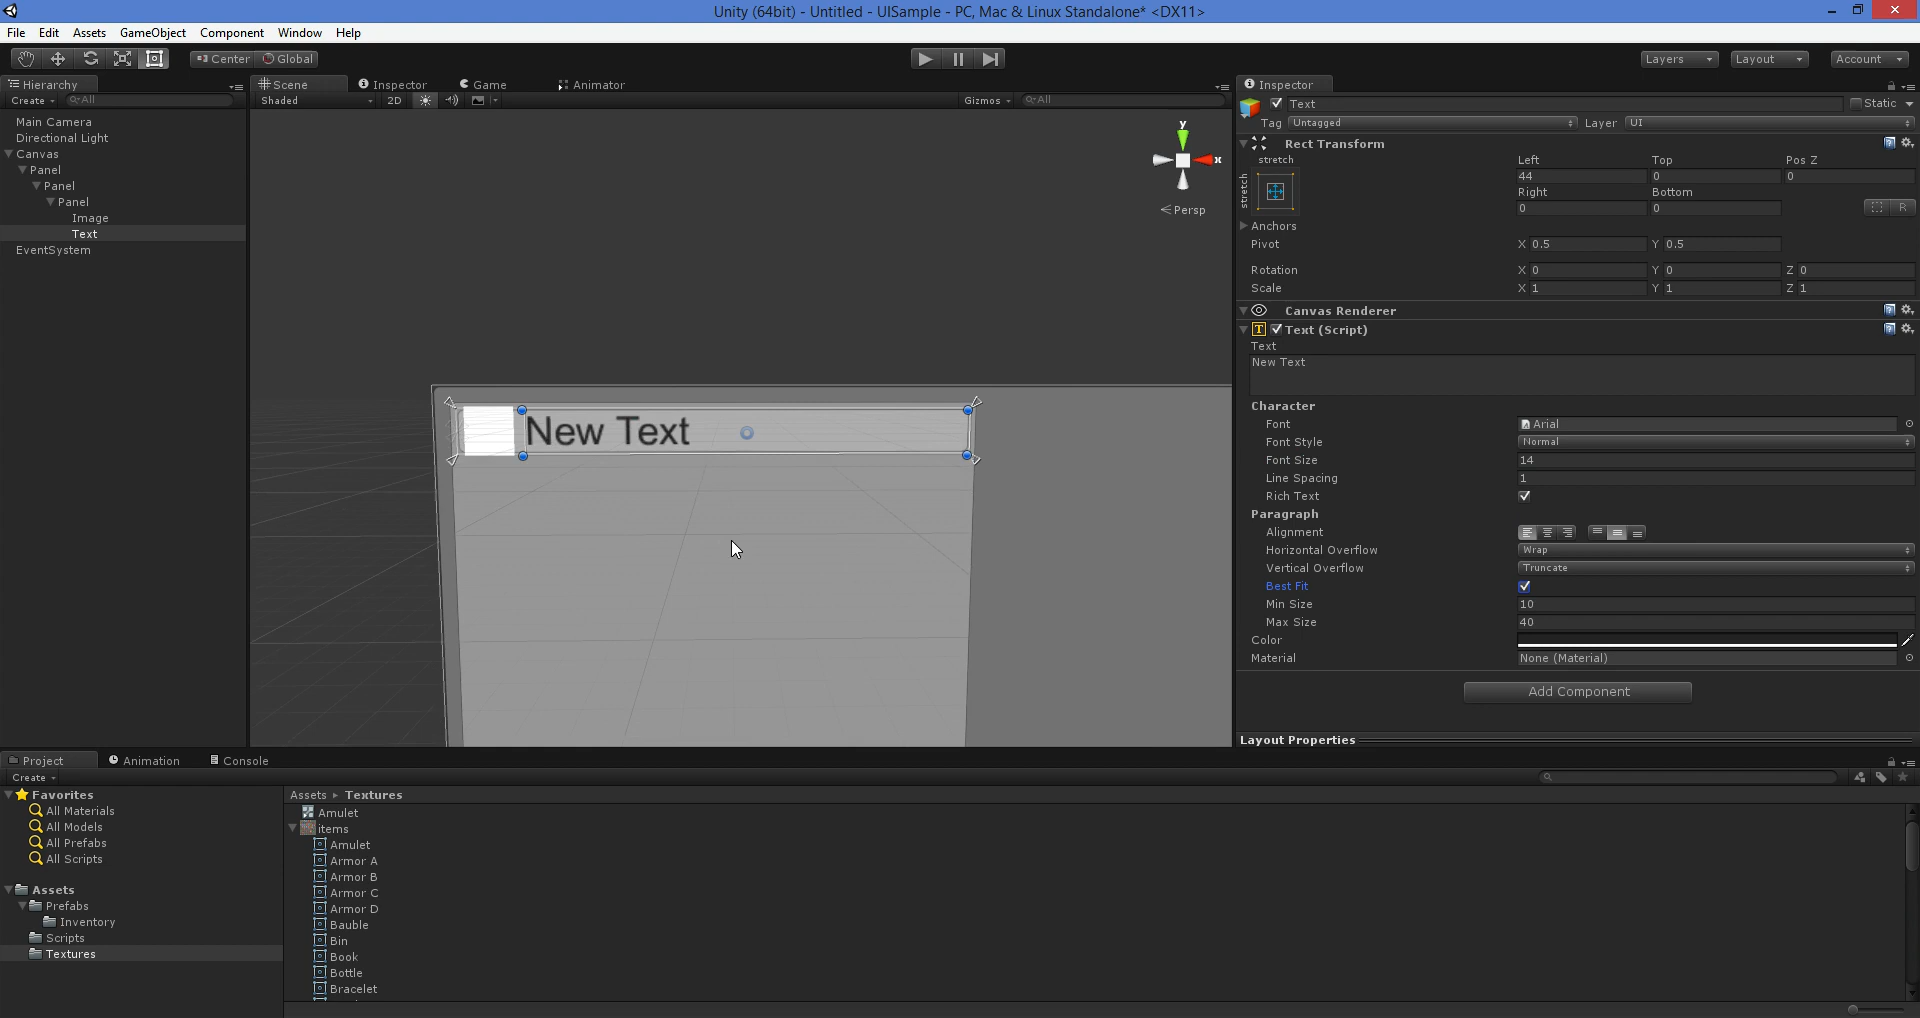 Unity (64bit) - Untitled - UISample - PC, Mac & Linux Standalone* <DX11>
File Edit Assets GameObject Component Window Help
Center Global Layers Layout Account
Hierarchy
Create All
Main Camera
Directional Light
Canvas
Panel
Panel
Panel
Image
Text
EventSystem
Scene Inspector Game Animator
Shaded 2D Gizmos All
y
x
Persp
New Text
Inspector
Text Static
Tag Untagged Layer UI
Rect Transform
stretch Left Top Pos Z
stretch 44 0 0
Right Bottom
0 0 R
Anchors
Pivot X 0.5 Y 0.5
Rotation X 0 Y 0 Z 0
Scale X 1 Y 1 Z 1
Canvas Renderer
T Text (Script)
Text
New Text
Character
Font Arial
Font Style Normal
Font Size 14
Line Spacing 1
Rich Text
Paragraph
Alignment
Horizontal Overflow Wrap
Vertical Overflow Truncate
Best Fit
Min Size 10
Max Size 40
Color
Material None (Material)
Add Component
Layout Properties
Project Animation Console
Create
Favorites
All Materials
All Models
All Prefabs
All Scripts
Assets
Prefabs
Inventory
Scripts
Textures
Assets ▸ Textures
Amulet
items
Amulet
Armor A
Armor B
Armor C
Armor D
Bauble
Bin
Book
Bottle
Bracelet